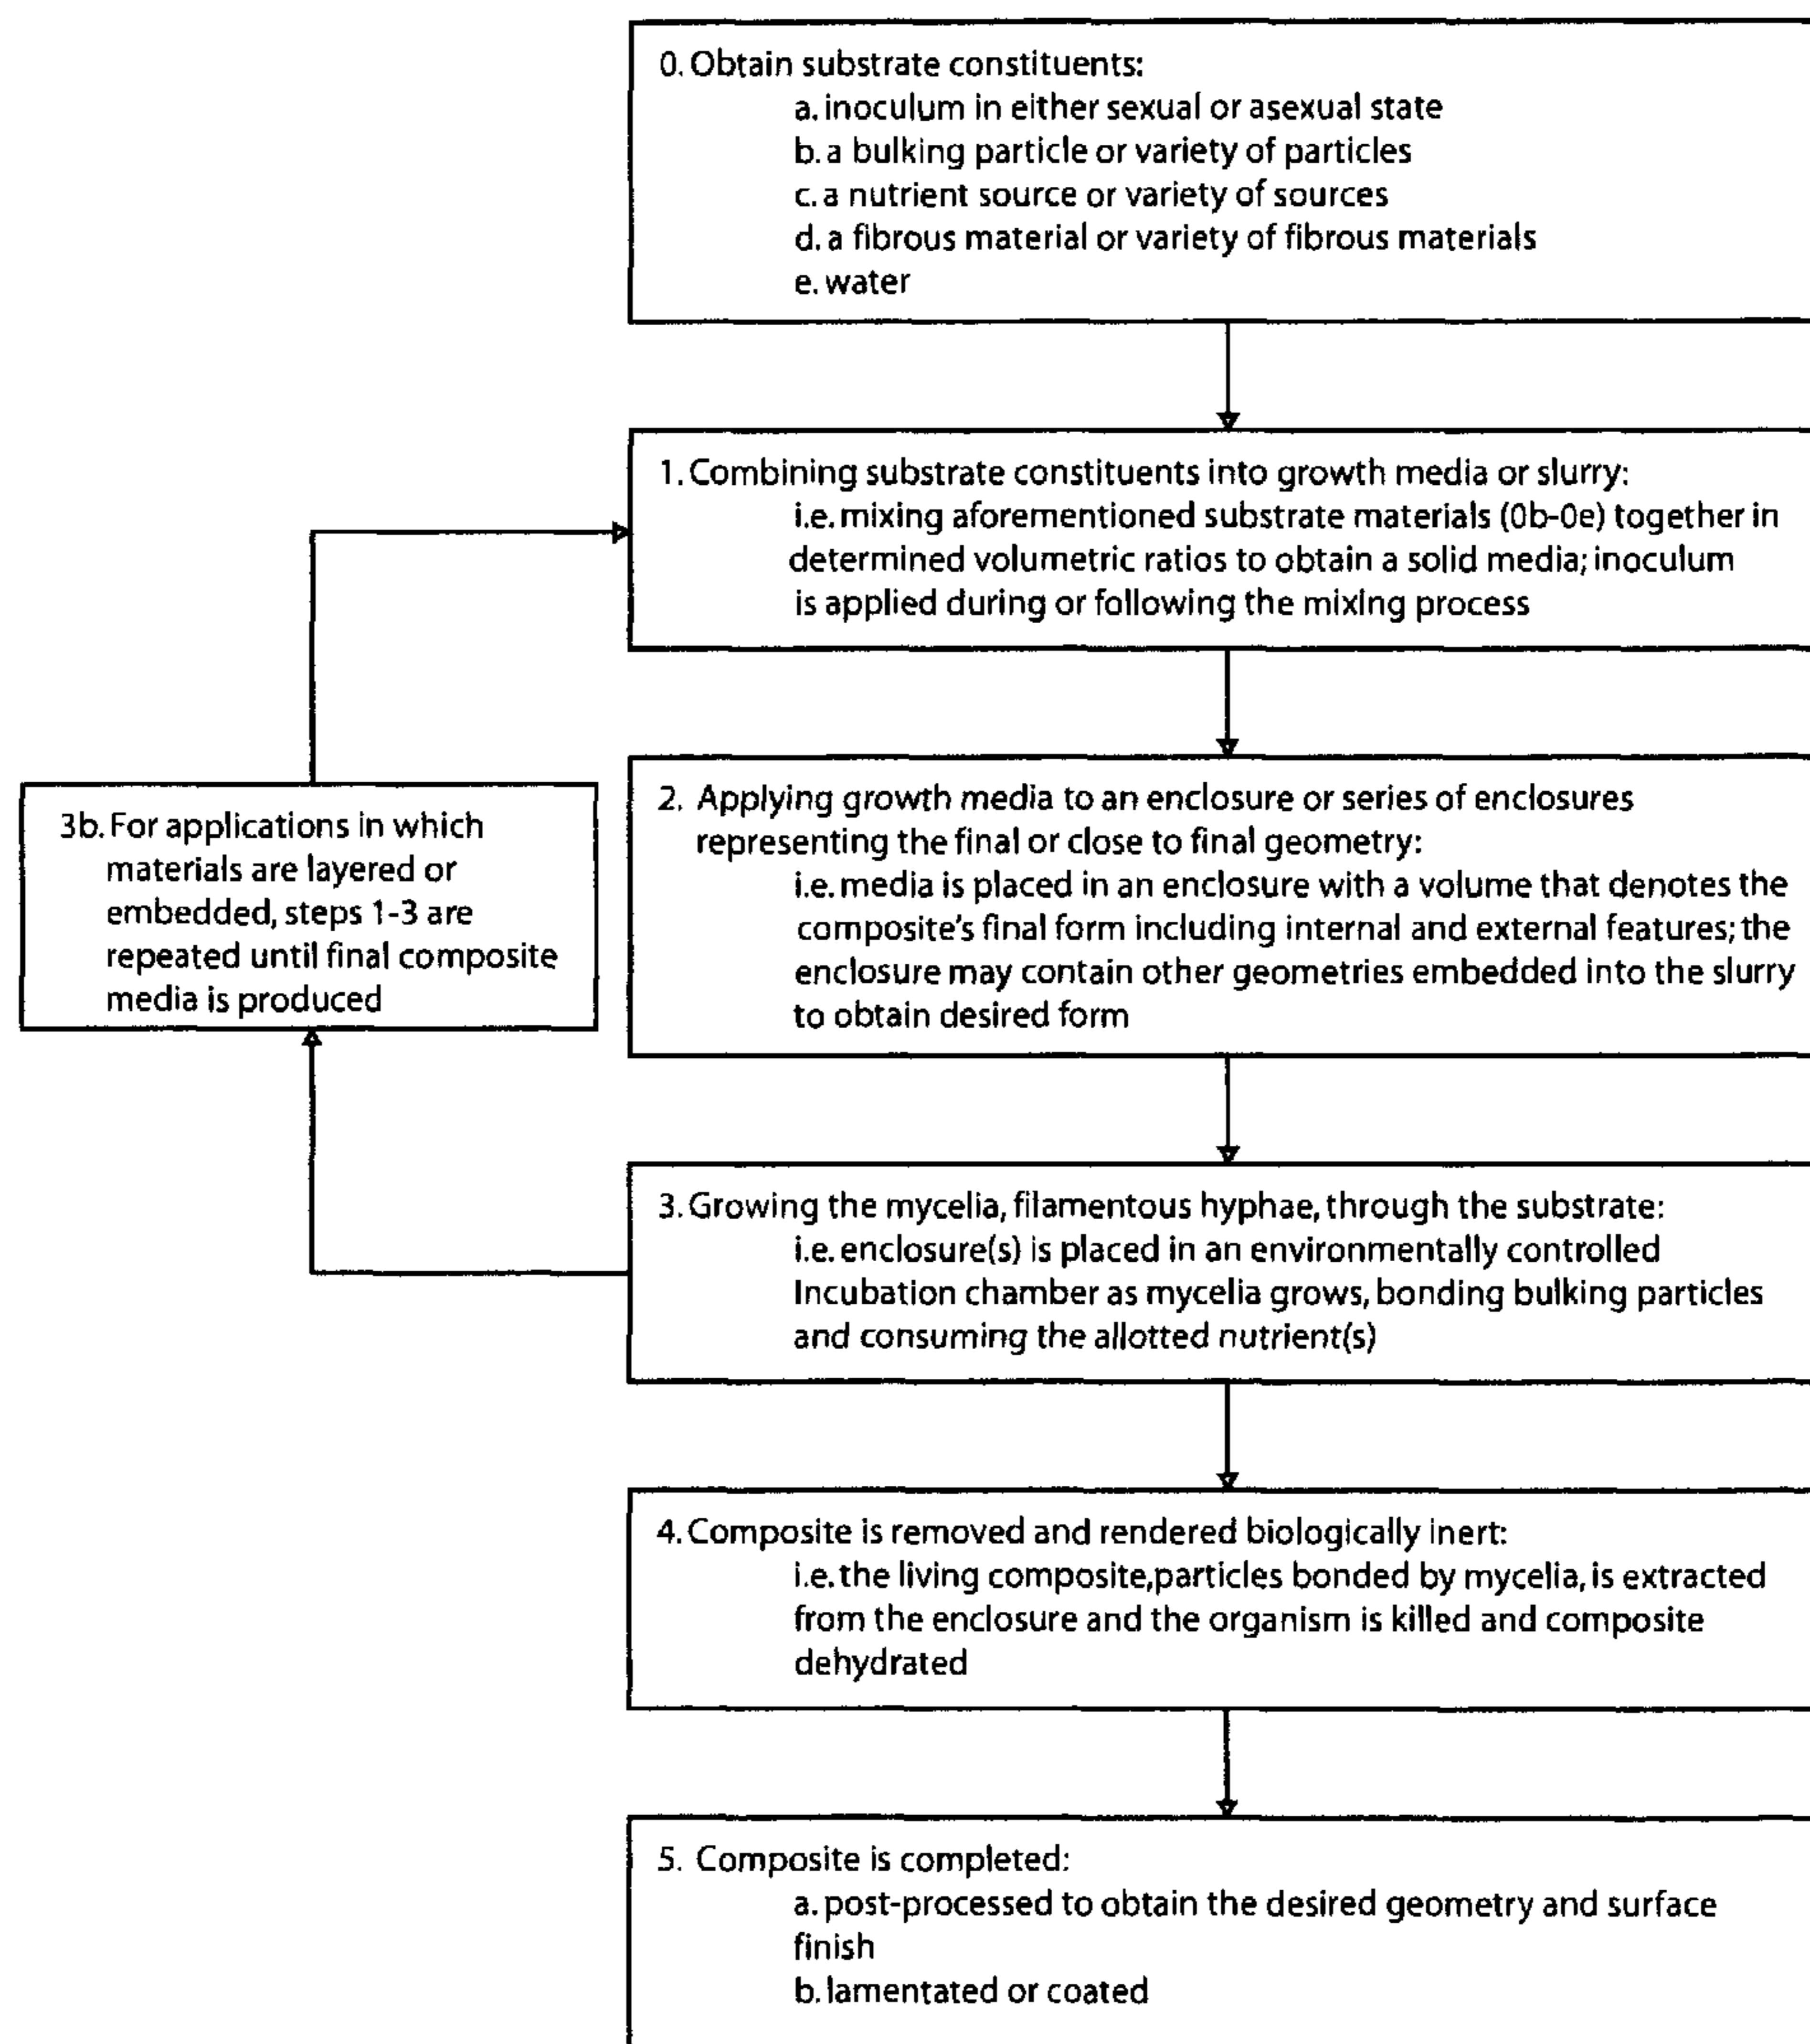 0. Obtain substrate constituents:
a. inoculum in either sexual or asexual state
b. a bulking particle or variety of particles
c. a nutrient source or variety of sources
d. a fibrous material or variety of fibrous materials
e. water
1. Combining substrate constituents into growth media or slurry:
i.e. mixing aforementioned substrate materials (0b-0e) together in
determined volumetric ratios to obtain a solid media; inoculum
is applied during or following the mixing process
2. Applying growth media to an enclosure or series of enclosures
representing the final or close to final geometry:
i.e. media is placed in an enclosure with a volume that denotes the
composite's final form including internal and external features; the
enclosure may contain other geometries embedded into the slurry
to obtain desired form
3b. For applications in which
materials are layered or
embedded, steps 1-3 are
repeated until final composite
media is produced
3. Growing the mycelia, filamentous hyphae, through the substrate:
i.e. enclosure(s) is placed in an environmentally controlled
Incubation chamber as mycelia grows, bonding bulking particles
and consuming the allotted nutrient(s)
4. Composite is removed and rendered biologically inert:
i.e. the living composite,particles bonded by mycelia, is extracted
from the enclosure and the organism is killed and composite
dehydrated
5. Composite is completed:
a. post-processed to obtain the desired geometry and surface
finish
b. lamentated or coated